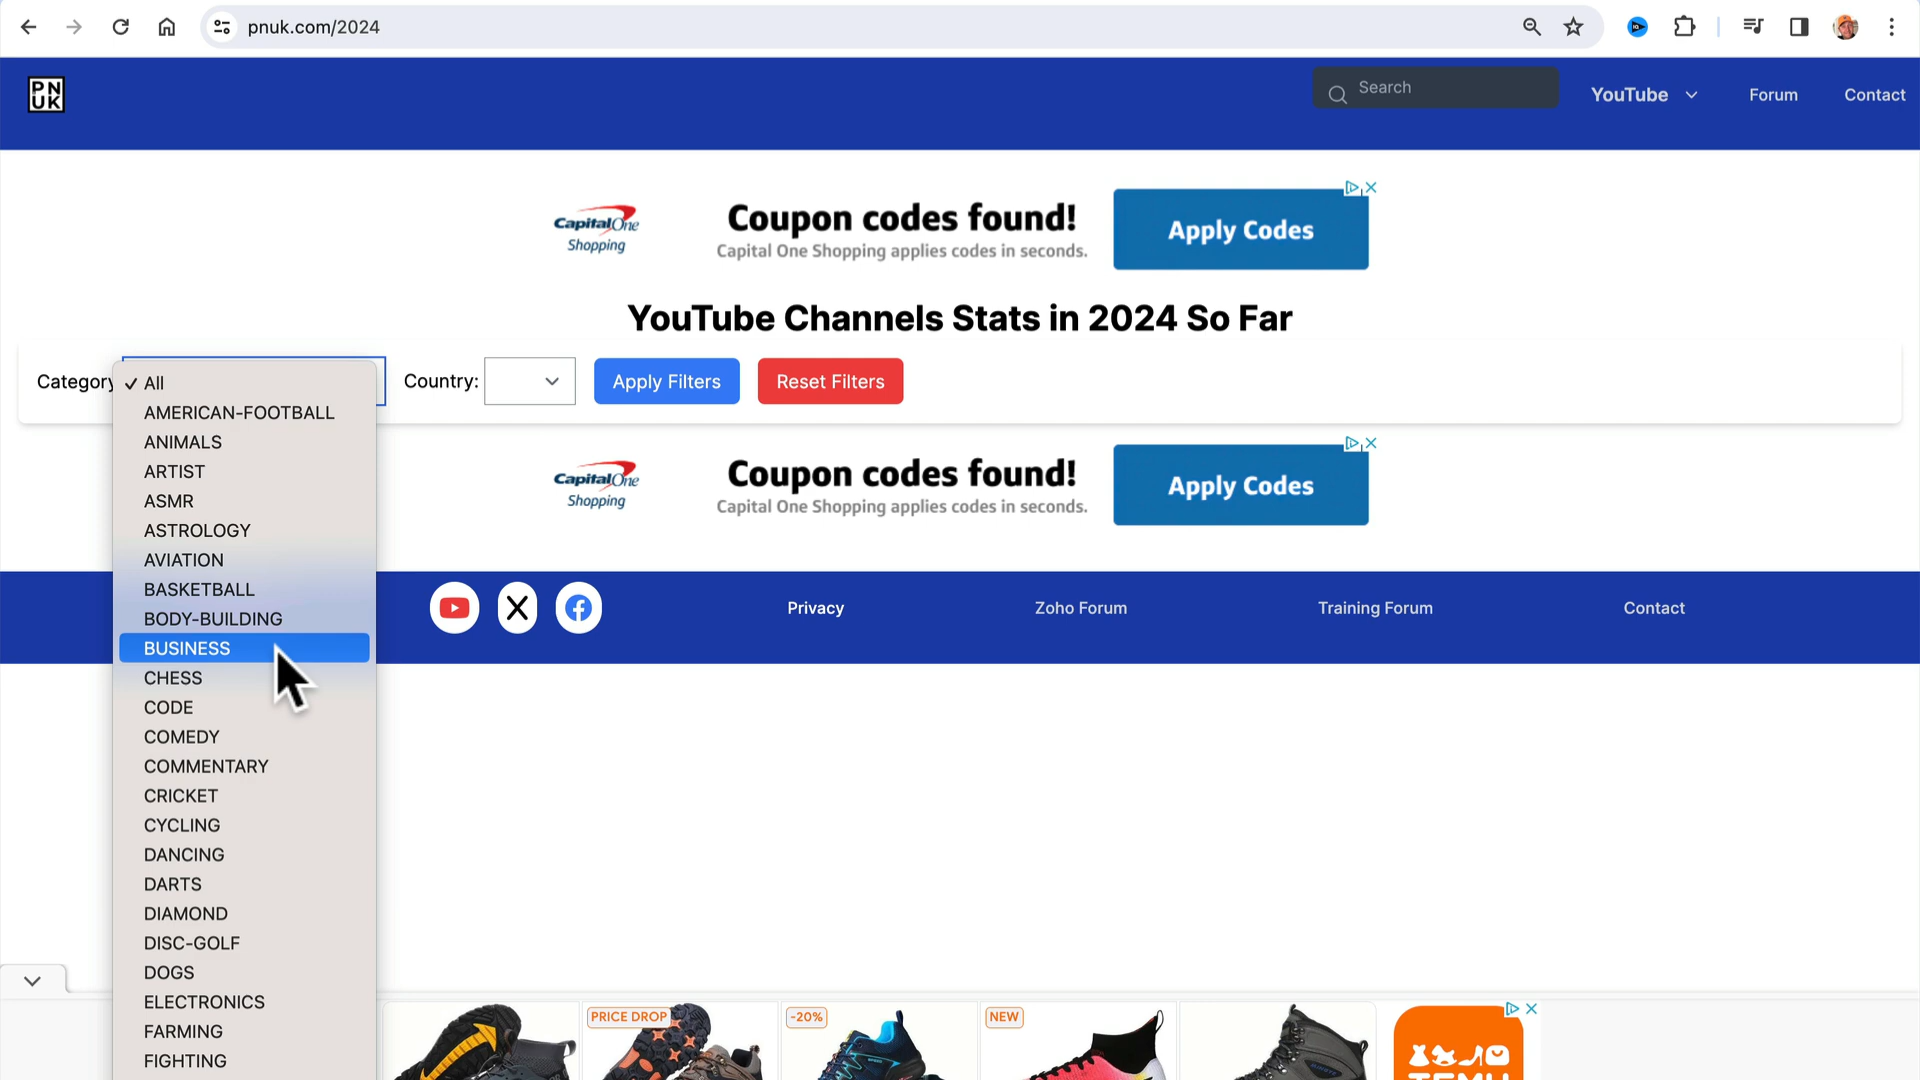 pnuk.com/2024
PN
UK
Search
YouTube
Forum
Contact
CapitalOne
Shopping
Coupon codes found!
Capital One Shopping applies codes in seconds.
Apply Codes
YouTube Channels Stats in 2024 So Far
Category
Country:
Apply Filters
Reset Filters
All
AMERICAN-FOOTBALL
ANIMALS
ARTIST
ASMR
ASTROLOGY
AVIATION
BASKETBALL
BODY-BUILDING
BUSINESS
CHESS
CODE
COMEDY
COMMENTARY
CRICKET
CYCLING
DANCING
DARTS
DIAMOND
DISC-GOLF
DOGS
ELECTRONICS
FARMING
FIGHTING
CapitalOne
Shopping
Coupon codes found!
Capital One Shopping applies codes in seconds.
Apply Codes
Privacy
Zoho Forum
Training Forum
Contact
PRICE DROP
-20%
NEW
TEMU